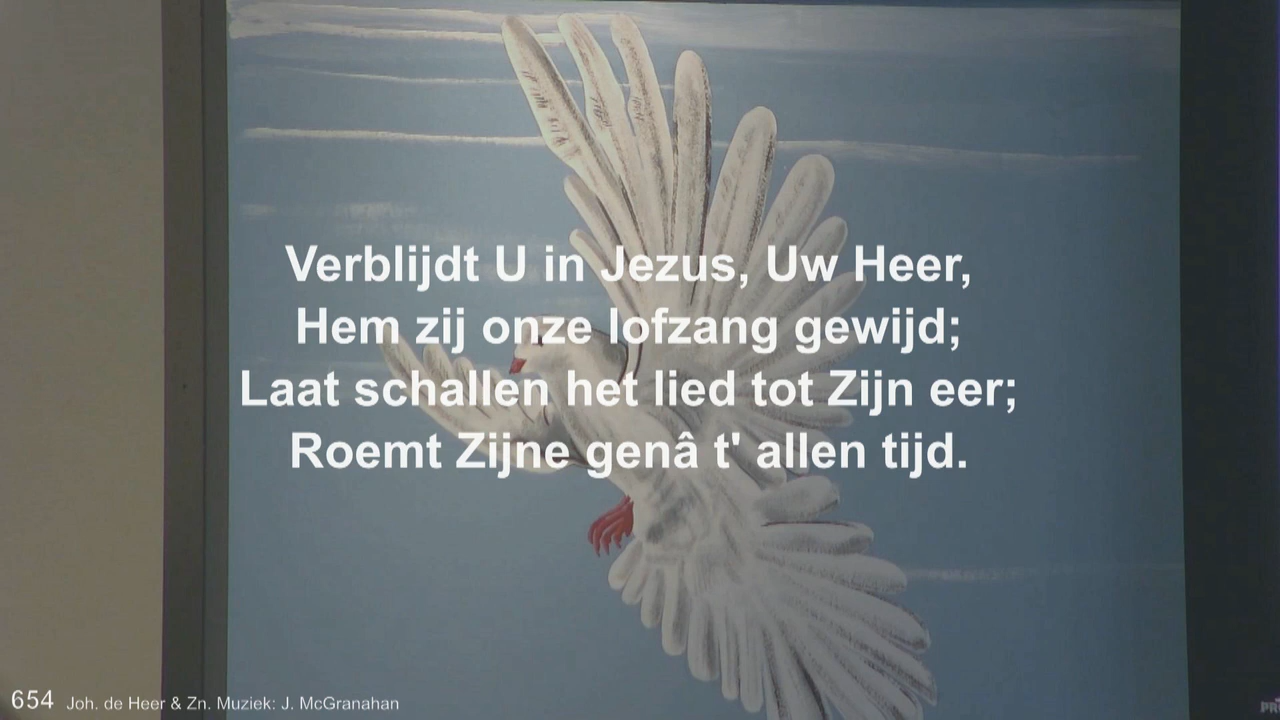 Verblijdt U in Jezus, Uw Heer,
Hem zij onze lofzang gewijd;
Laat schallen het lied tot Zijn eer;
Roemt Zijne genâ t' allen tijd.
654 Joh. de Heer & Zn. Muziek: J. McGranahan